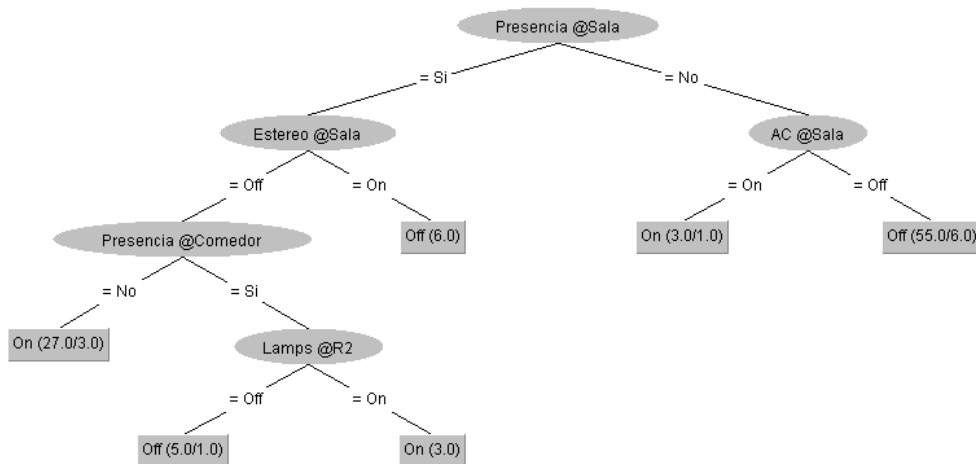 Presencia @Sala
= Si
= No
Estereo @Sala
AC @Sala
= Off
= On
= On
= Off
Presencia @Comedor
Off (6.0)
On (3.0/1.0)
Off (55.0/6.0)
= No
= Si
On (27.0/3.0)
Lamps @R2
= Off
= On
Off (5.0/1.0)
On (3.0)